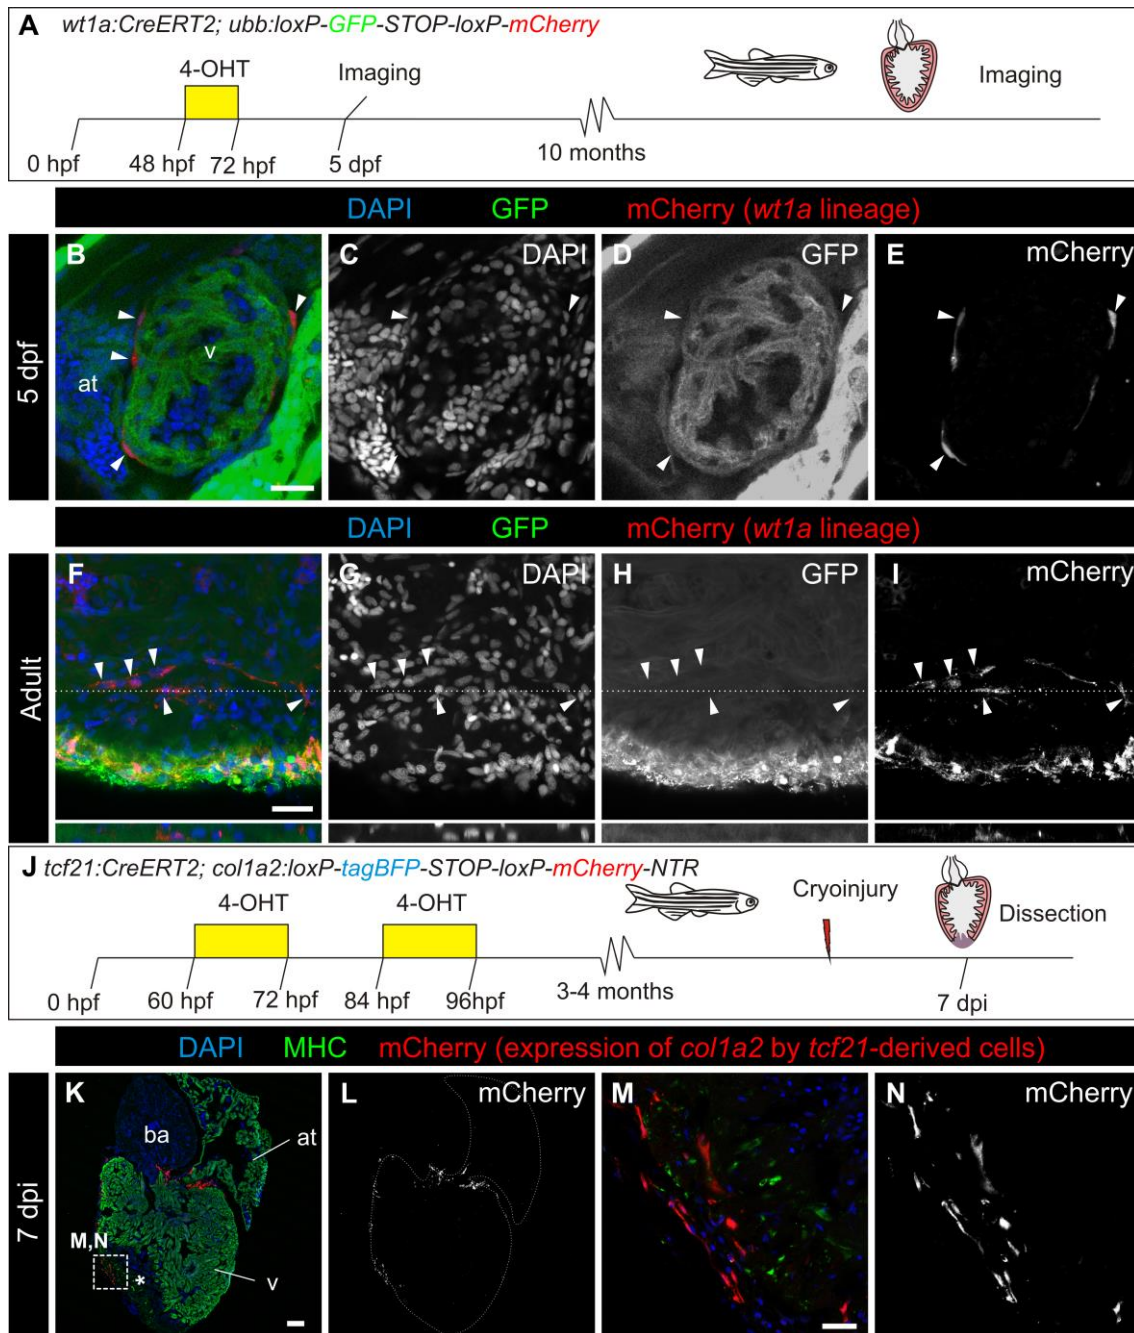 A wt1a:CreERT2; ubb:loxP-GFP-STOP-loxP-mCherry
4-OHT
Imaging
Imaging
0 hpf
48 hpf
72 hpf
5 dpf
10 months
DAPI GFP mCherry (wt1a lineage)
5 dpf
B
at
v
C
DAPI
D
GFP
E
mCherry
DAPI GFP mCherry (wt1a lineage)
Adult
F
G
DAPI
H
GFP
I
mCherry
J tcf21:CreERT2; col1a2:loxP-tagBFP-STOP-loxP-mCherry-NTR
4-OHT
4-OHT
Cryoinjury
Dissection
0 hpf
60 hpf
72 hpf
84 hpf
96hpf
3-4 months
7 dpi
DAPI MHC mCherry (expression of col1a2 by tcf21-derived cells)
7 dpi
K
ba
at
M,N
*
v
L
mCherry
M
N
mCherry